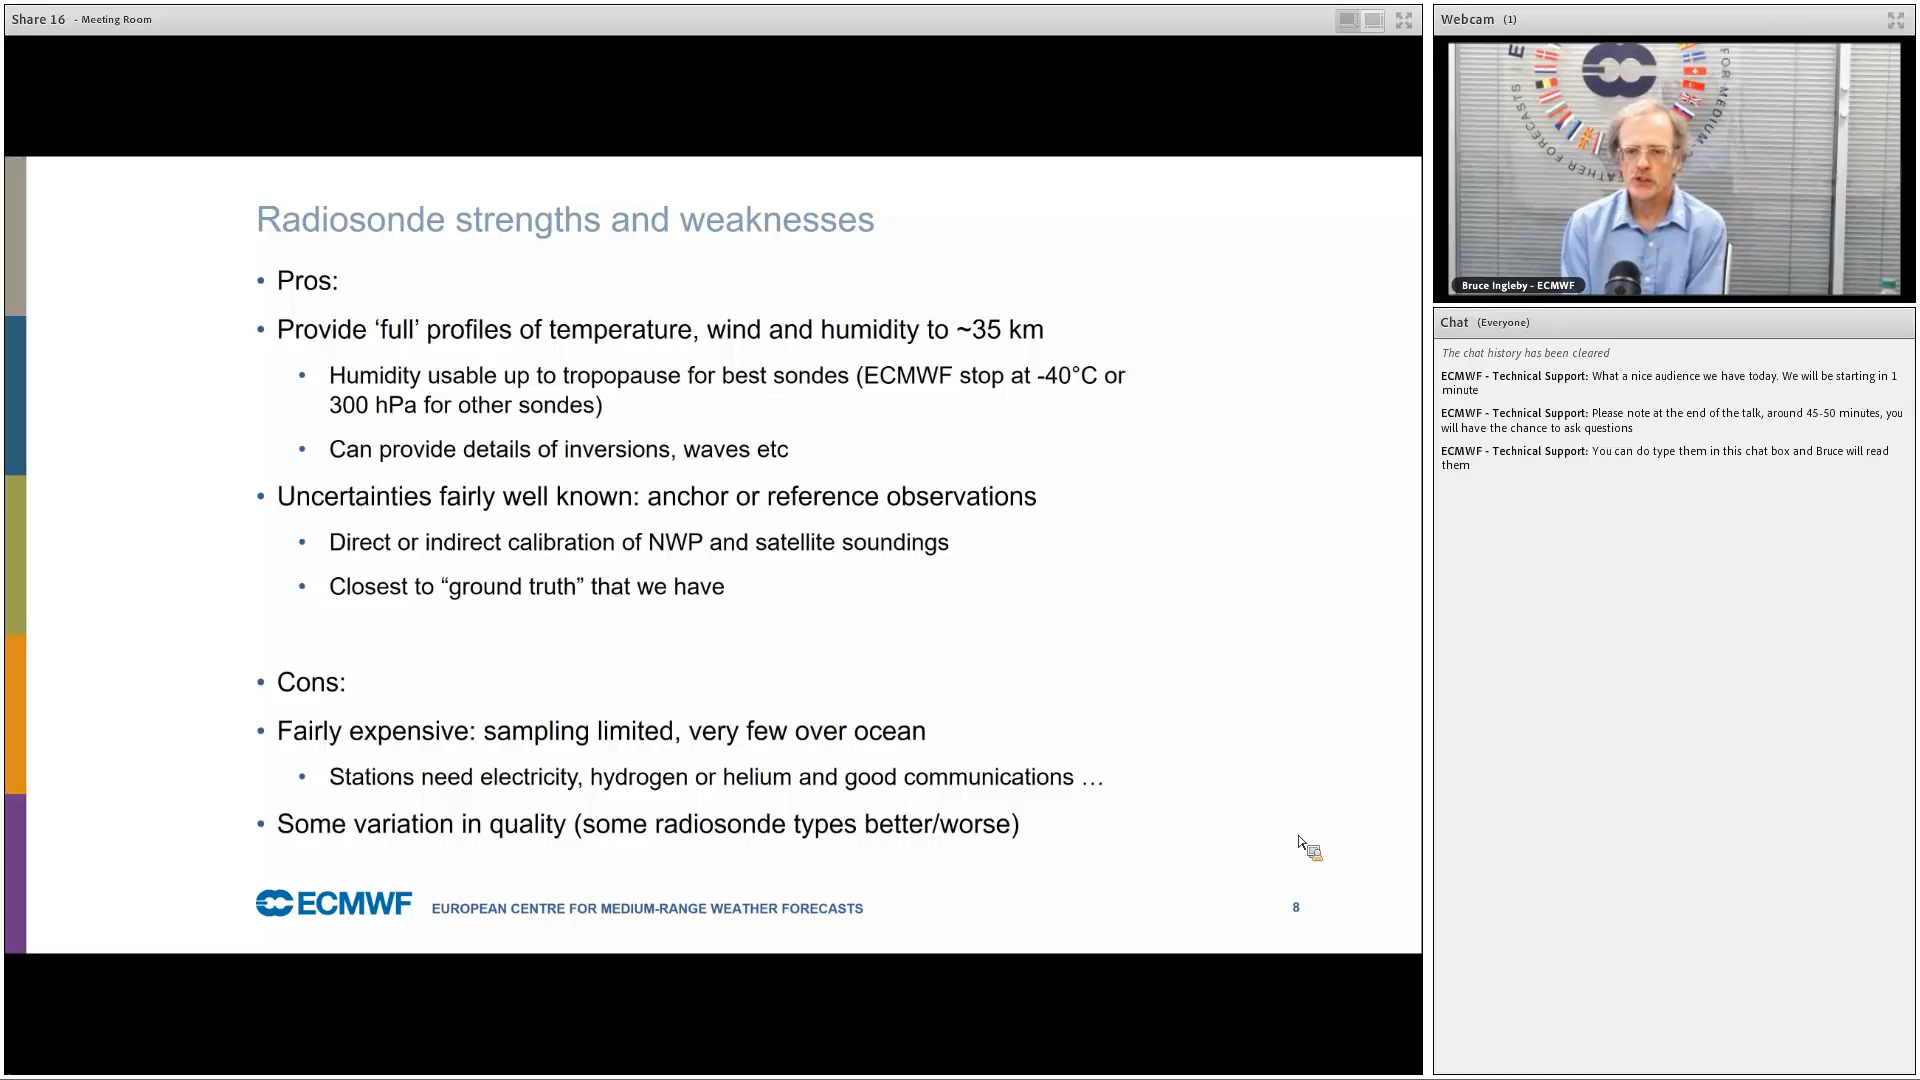 Share 16 - Meeting Room
Radiosonde strengths and weaknesses
• Pros:
• Provide ‘full’ profiles of temperature, wind and humidity to ~35 km
• Humidity usable up to tropopause for best sondes (ECMWF stop at -40°C or
300 hPa for other sondes)
• Can provide details of inversions, waves etc
• Uncertainties fairly well known: anchor or reference observations
• Direct or indirect calibration of NWP and satellite soundings
• Closest to “ground truth” that we have
• Cons:
• Fairly expensive: sampling limited, very few over ocean
• Stations need electricity, hydrogen or helium and good communications …
• Some variation in quality (some radiosonde types better/worse)
ECMWF EUROPEAN CENTRE FOR MEDIUM-RANGE WEATHER FORECASTS 8
Webcam (1)
FOR MEDIUM-
ATHER FORECASTS
Bruce Ingleby - ECMWF
Chat (Everyone)
The chat history has been cleared
ECMWF - Technical Support: What a nice audience we have today. We will be starting in 1
minute
ECMWF - Technical Support: Please note at the end of the talk, around 45-50 minutes, you
will have the chance to ask questions
ECMWF - Technical Support: You can do type them in this chat box and Bruce will read
them